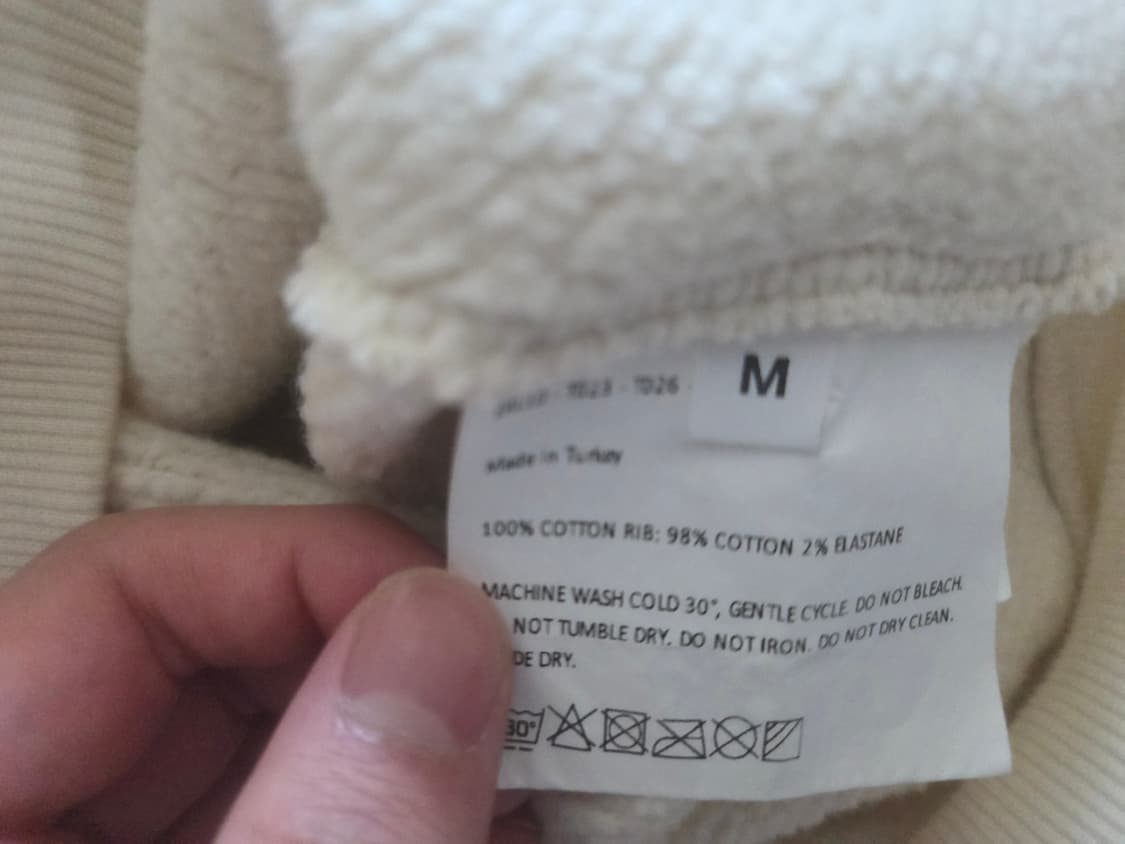 M
- T026
Made in Turkey
100% COTTON RIB: 98% COTTON 2% ELASTANE
MACHINE WASH COLD 30°, GENTLE CYCLE. DO NOT BLEACH.
NOT TUMBLE DRY. DO NOT IRON. DO NOT DRY CLEAN.
DE DRY.
30°